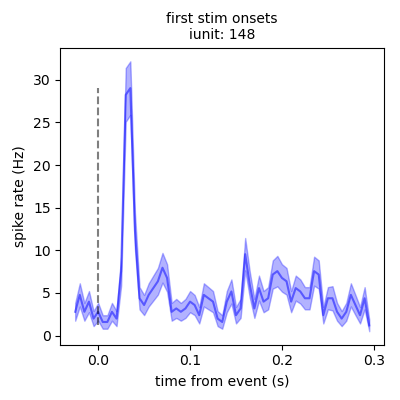 first stim onsets
iunit: 148
spike rate (Hz)
30
25
20
15
10
5
0
0.0
0.1
0.2
0.3
time from event (s)